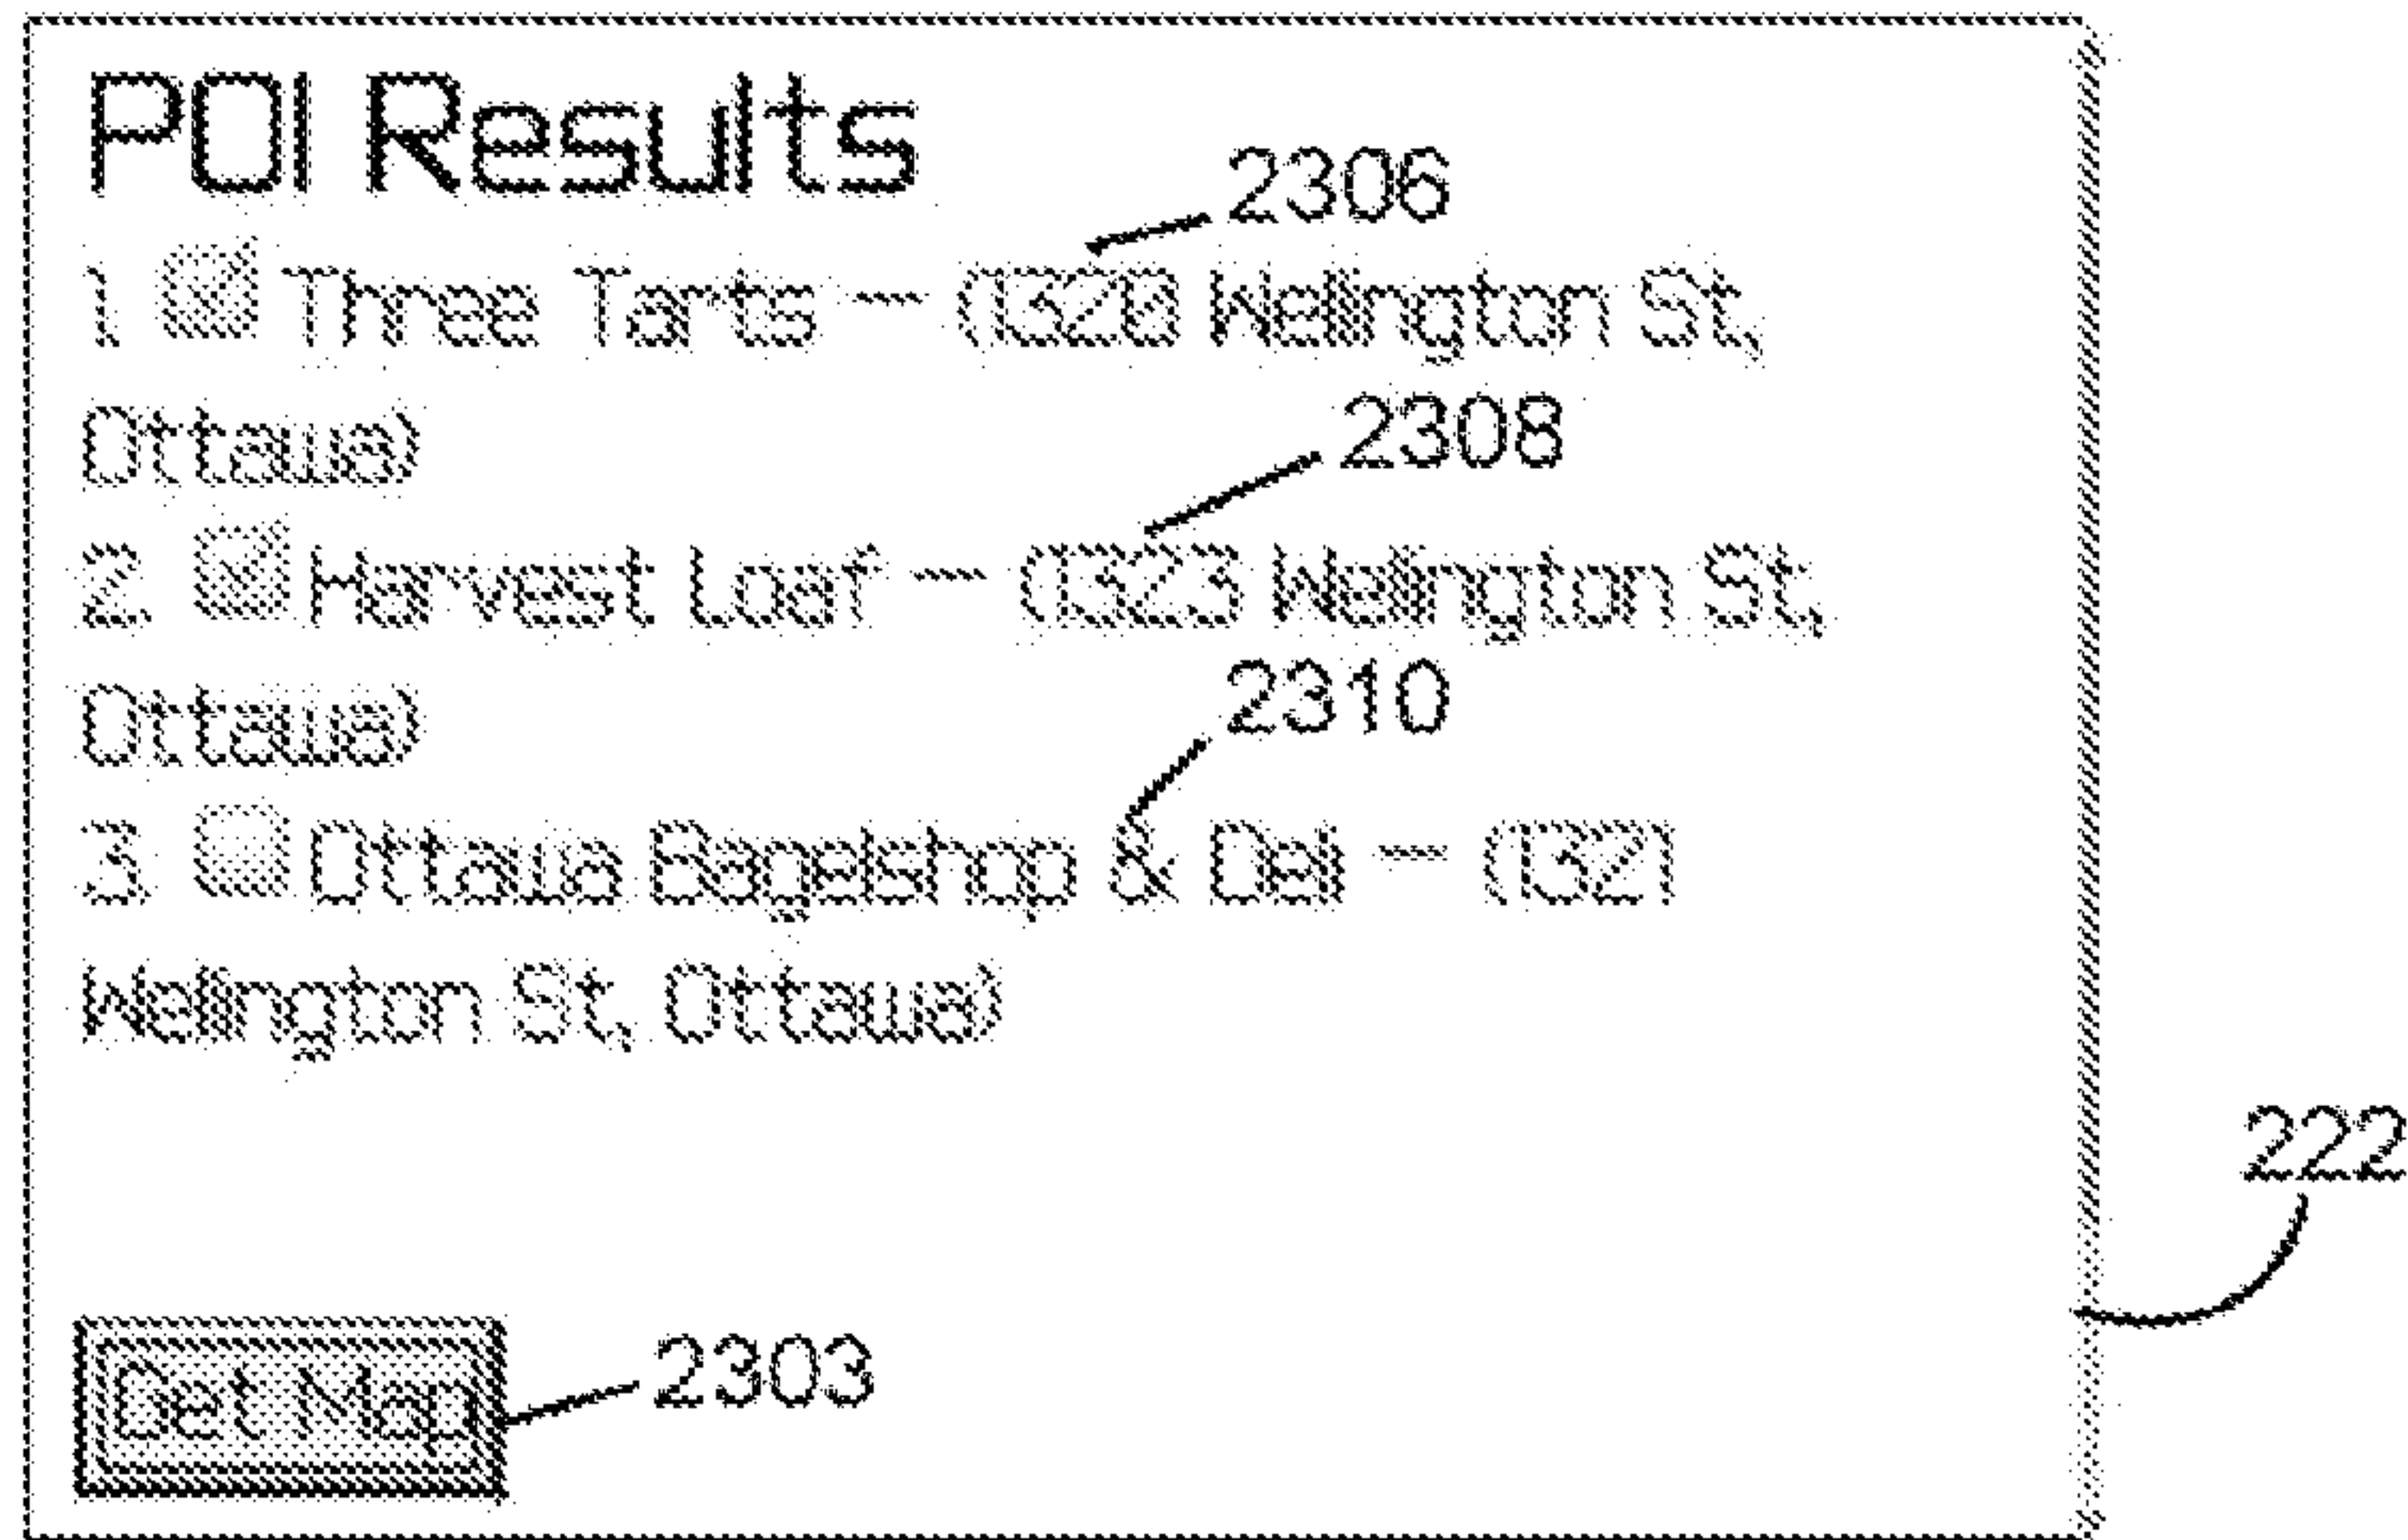 POI Results
2306
1. Three Tarts — (1320 Wellington St,
Ottawa)
2308
2. Harvest Loaf — (1323 Wellington St,
Ottawa)
2310
3. Ottawa Bagelshop & Deli — (1321
Wellington St, Ottawa)
222
Get Map
2303